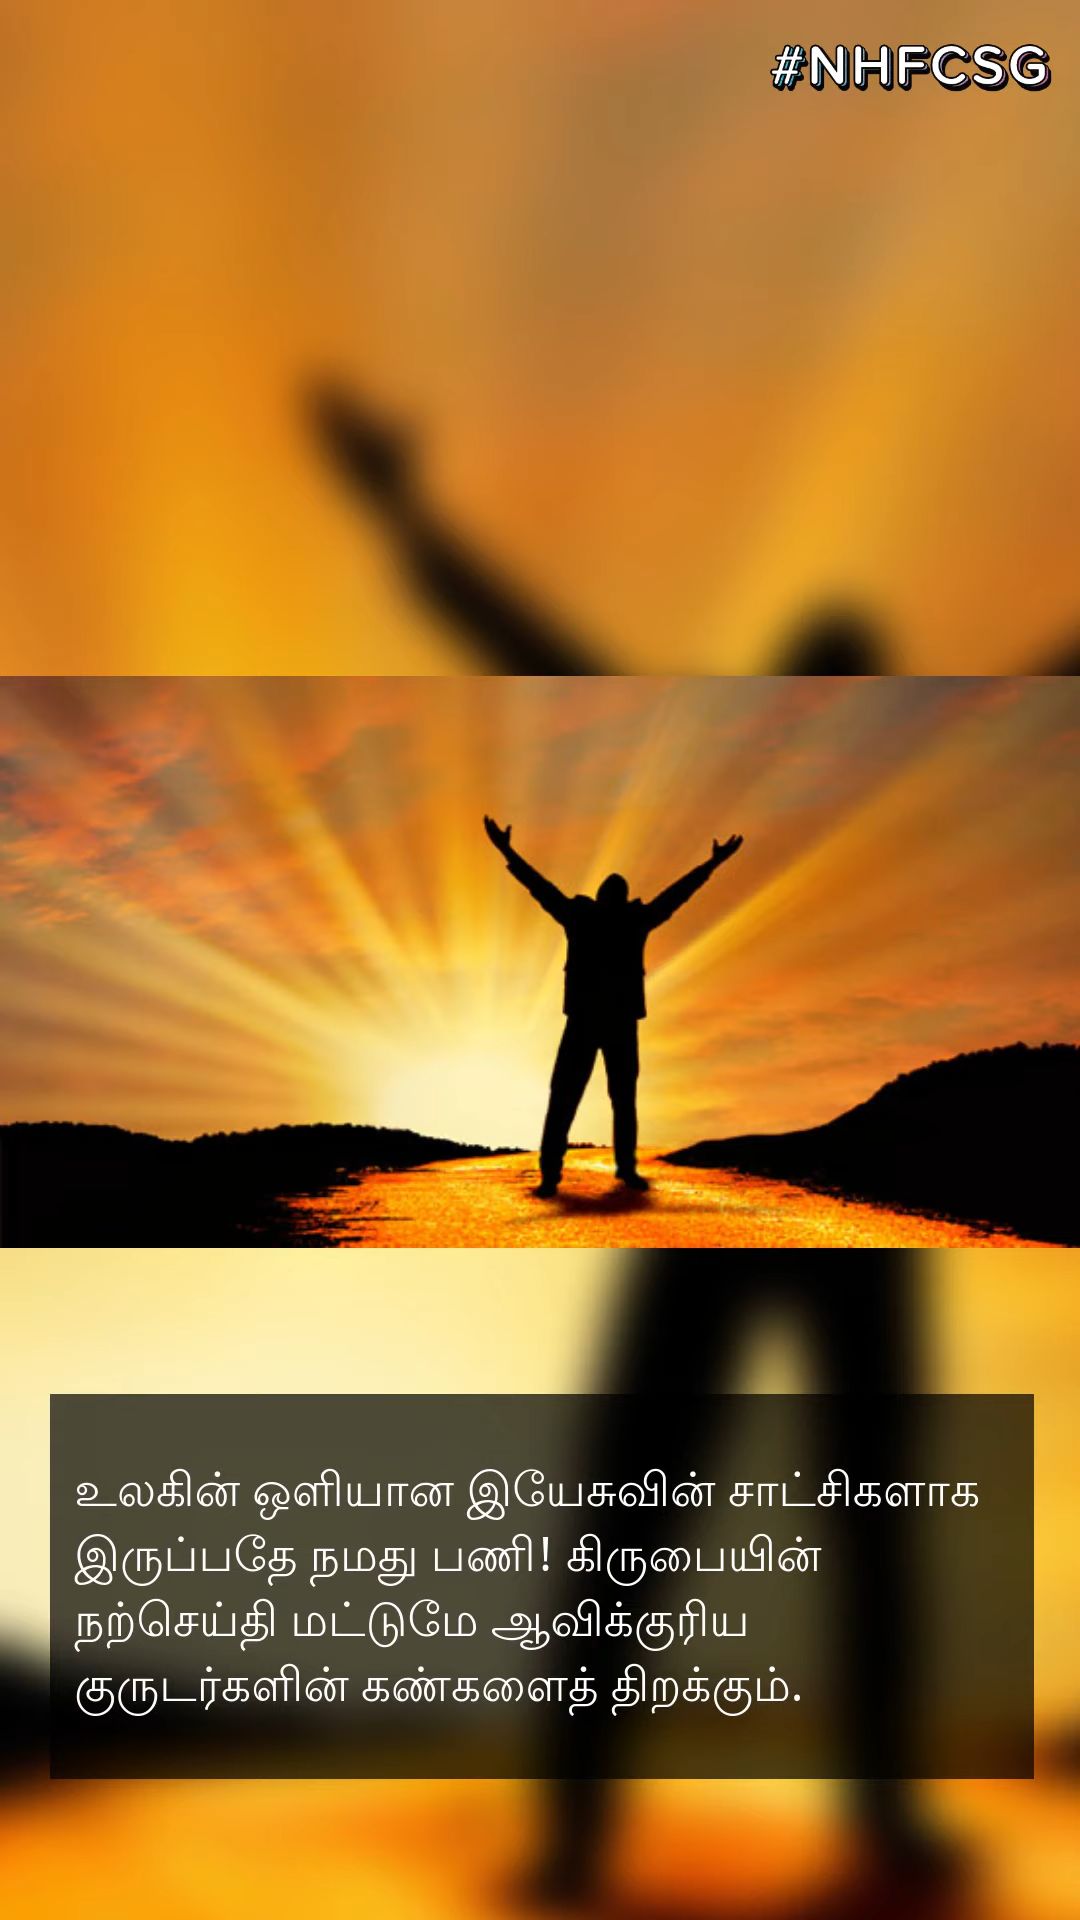 #NHFCSG
உலகின் ஒளியான இயேசுவின் சாட்சிகளாக
இருப்பதே நமது பணி! கிருபையின்
நற்செய்தி மட்டுமே ஆவிக்குரிய
குருடர்களின் கண்களைத் திறக்கும்.